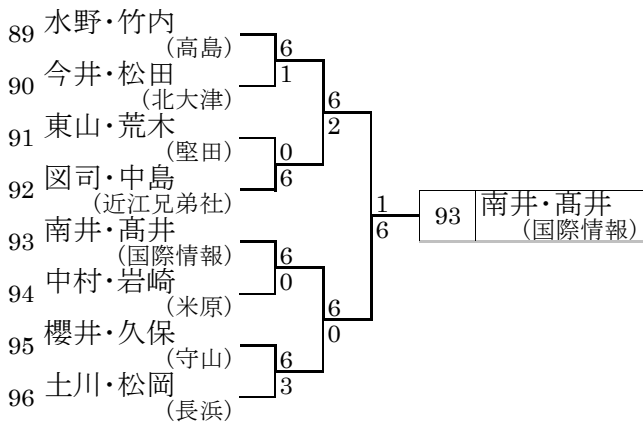 89 水野・竹内
(高島)
6
1
90 今井・松田
(北大津)
6
2
91 東山・荒木
(堅田)
0
6
92 図司・中島
(近江兄弟社)
1
6
93 南井・髙井
(国際情報)
93 南井・髙井
(国際情報)
6
0
94 中村・岩崎
(米原)
6
0
95 櫻井・久保
(守山)
6
3
96 土川・松岡
(長浜)